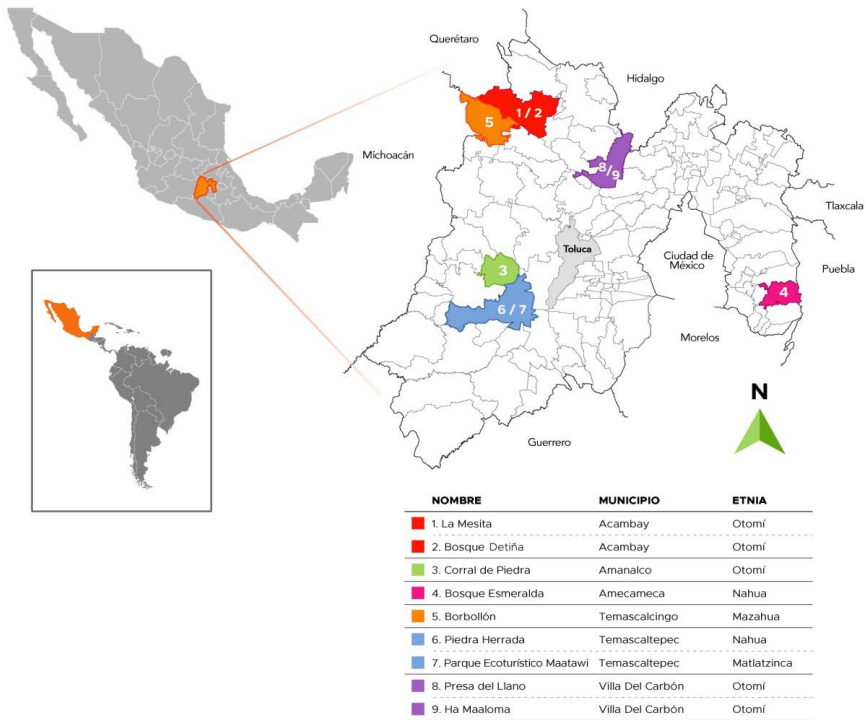 Querétaro
Hidalgo
Michoacán
5
1 / 2
8/9
Tlaxcala
Toluca
Ciudad de
México
Puebla
3
4
6 / 7
Morelos
N
Guerrero
NOMBRE MUNICIPIO ETNIA
1. La Mesita Acambay Otomí
2. Bosque Detiña Acambay Otomí
3. Corral de Piedra Amanalco Otomí
4. Bosque Esmeralda Amecameca Nahua
5. Borbollón Temascalcingo Mazahua
6. Piedra Herrada Temascaltepec Nahua
7. Parque Ecoturístico Maatawi Temascaltepec Matlatzinca
8. Presa del Llano Villa Del Carbón Otomí
9. Ha Maaloma Villa Del Carbón Otomí